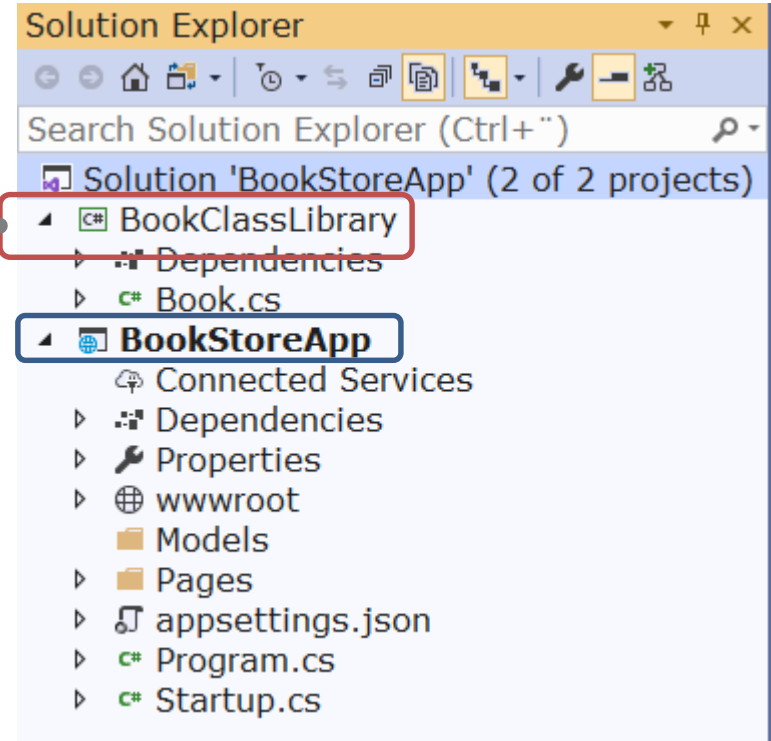 Solution Explorer
Search Solution Explorer (Ctrl+¨)
Solution 'BookStoreApp' (2 of 2 projects)
C# BookClassLibrary
Dependencies
C# Book.cs
BookStoreApp
Connected Services
Dependencies
Properties
wwwroot
Models
Pages
appsettings.json
C# Program.cs
C# Startup.cs